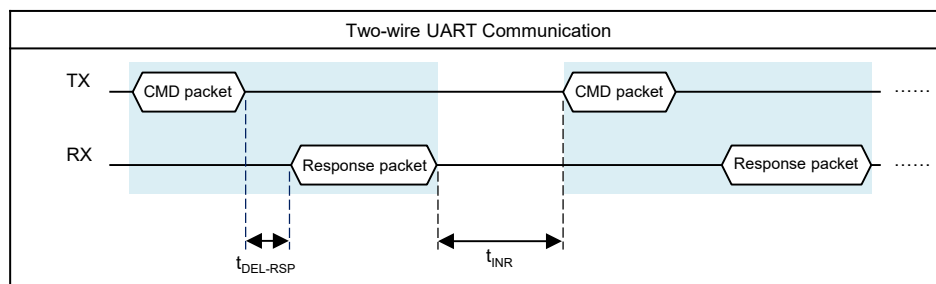 Two-wire UART Communication
TX
CMD packet
CMD packet
......
RX
Response packet
Response packet
......
tDEL-RSP
tINR